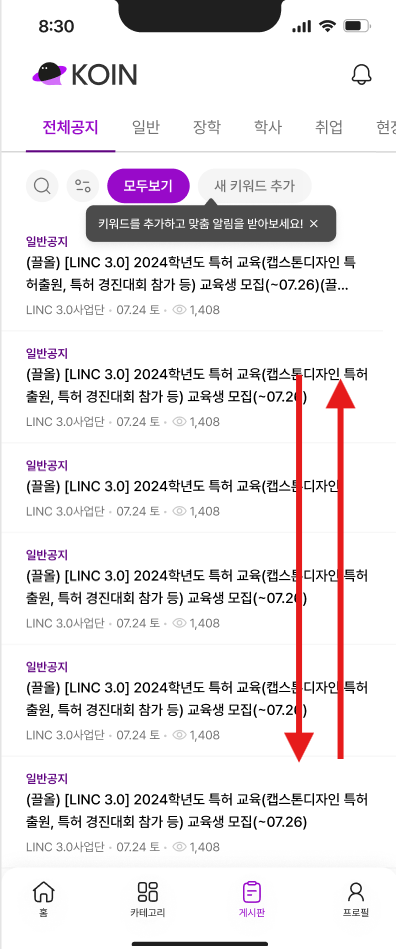 8:30
KOIN
전체공지 일반 장학 학사 취업 현장
모두보기 새 키워드 추가
키워드를 추가하고 맞춤 알림을 받아보세요! ×
일반공지
(끌올) [LINC 3.0] 2024학년도 특허 교육(캡스톤디자인 특
허출원, 특허 경진대회 참가 등) 교육생 모집(~07.26)(끌...
LINC 3.0사업단 · 07.24 토 · 1,408
일반공지
(끌올) [LINC 3.0] 2024학년도 특허 교육(캡스톤디자인 특허
출원, 특허 경진대회 참가 등) 교육생 모집(~07.26)
LINC 3.0사업단 · 07.24 토 · 1,408
일반공지
(끌올) [LINC 3.0] 2024학년도 특허 교육(캡스톤디자인
LINC 3.0사업단 · 07.24 토 · 1,408
일반공지
(끌올) [LINC 3.0] 2024학년도 특허 교육(캡스톤디자인 특허
출원, 특허 경진대회 참가 등) 교육생 모집(~07.26)
LINC 3.0사업단 · 07.24 토 · 1,408
일반공지
(끌올) [LINC 3.0] 2024학년도 특허 교육(캡스톤디자인 특허
출원, 특허 경진대회 참가 등) 교육생 모집(~07.26)
LINC 3.0사업단 · 07.24 토 · 1,408
일반공지
(끌올) [LINC 3.0] 2024학년도 특허 교육(캡스톤디자인 특허
출원, 특허 경진대회 참가 등) 교육생 모집(~07.26)
LINC 3.0사업단 · 07.24 토 · 1,408
홈 카테고리 게시판 프로필